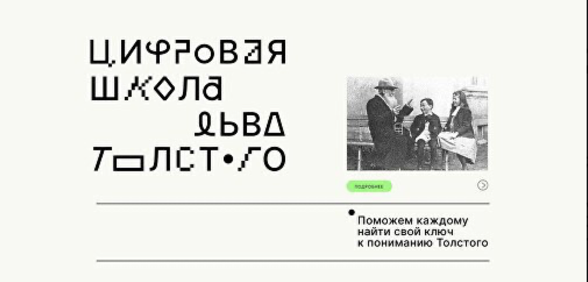 ЦИФРОВАЯ
ШКОЛА
ЛЬВА
ТОЛСТОГО
ПОДРОБНЕЕ
Поможем каждому
найти свой ключ
к пониманию Толстого